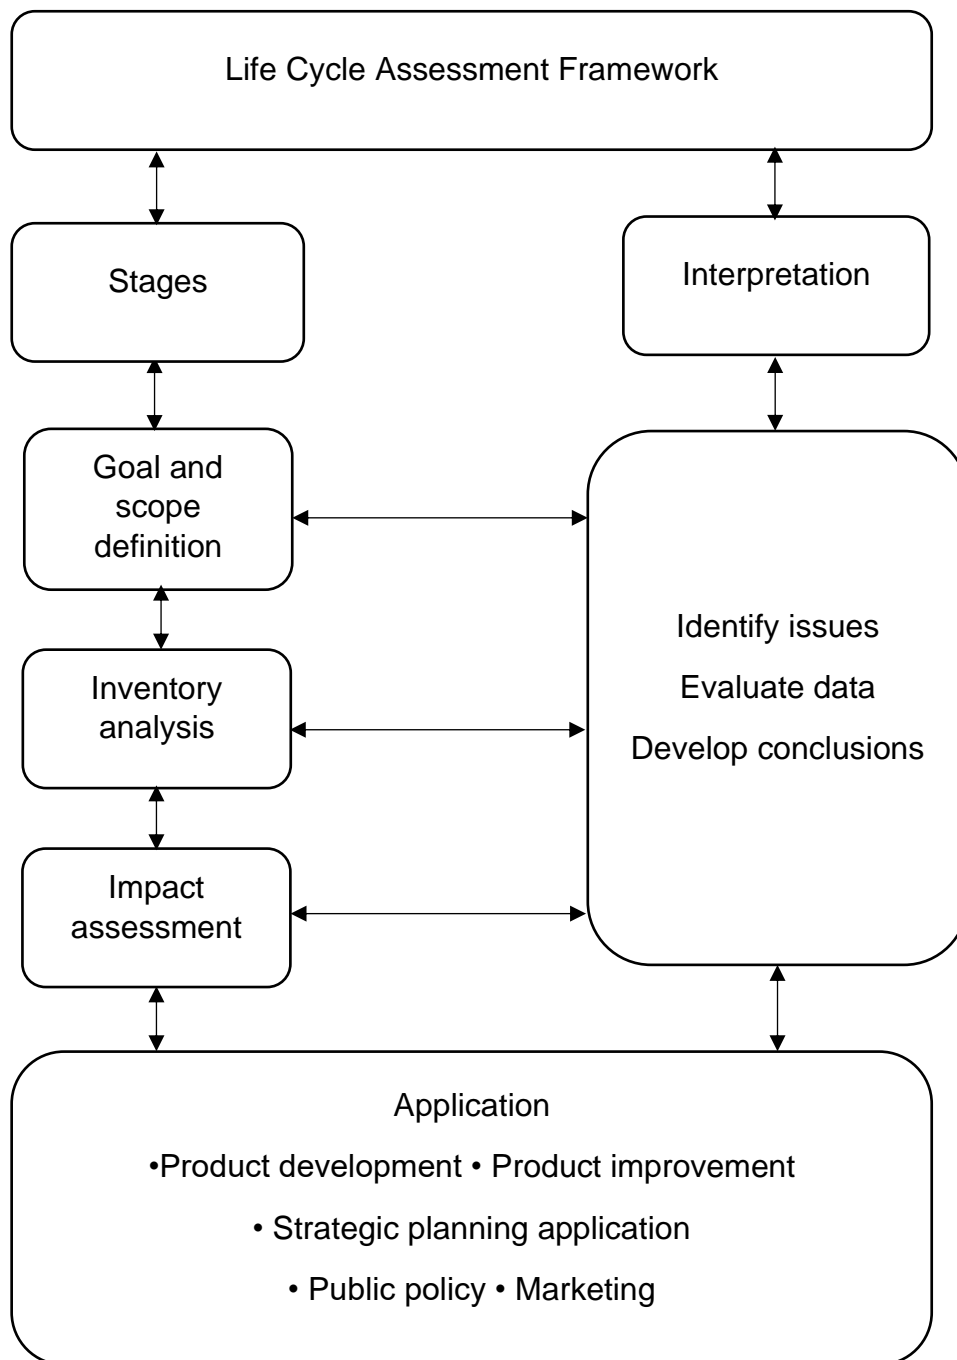 Life Cycle Assessment Framework
Stages
Interpretation
Goal and
scope
definition
Inventory
analysis
Impact
assessment
Identify issues
Evaluate data
Develop conclusions
Application
•Product development • Product improvement
• Strategic planning application
• Public policy • Marketing